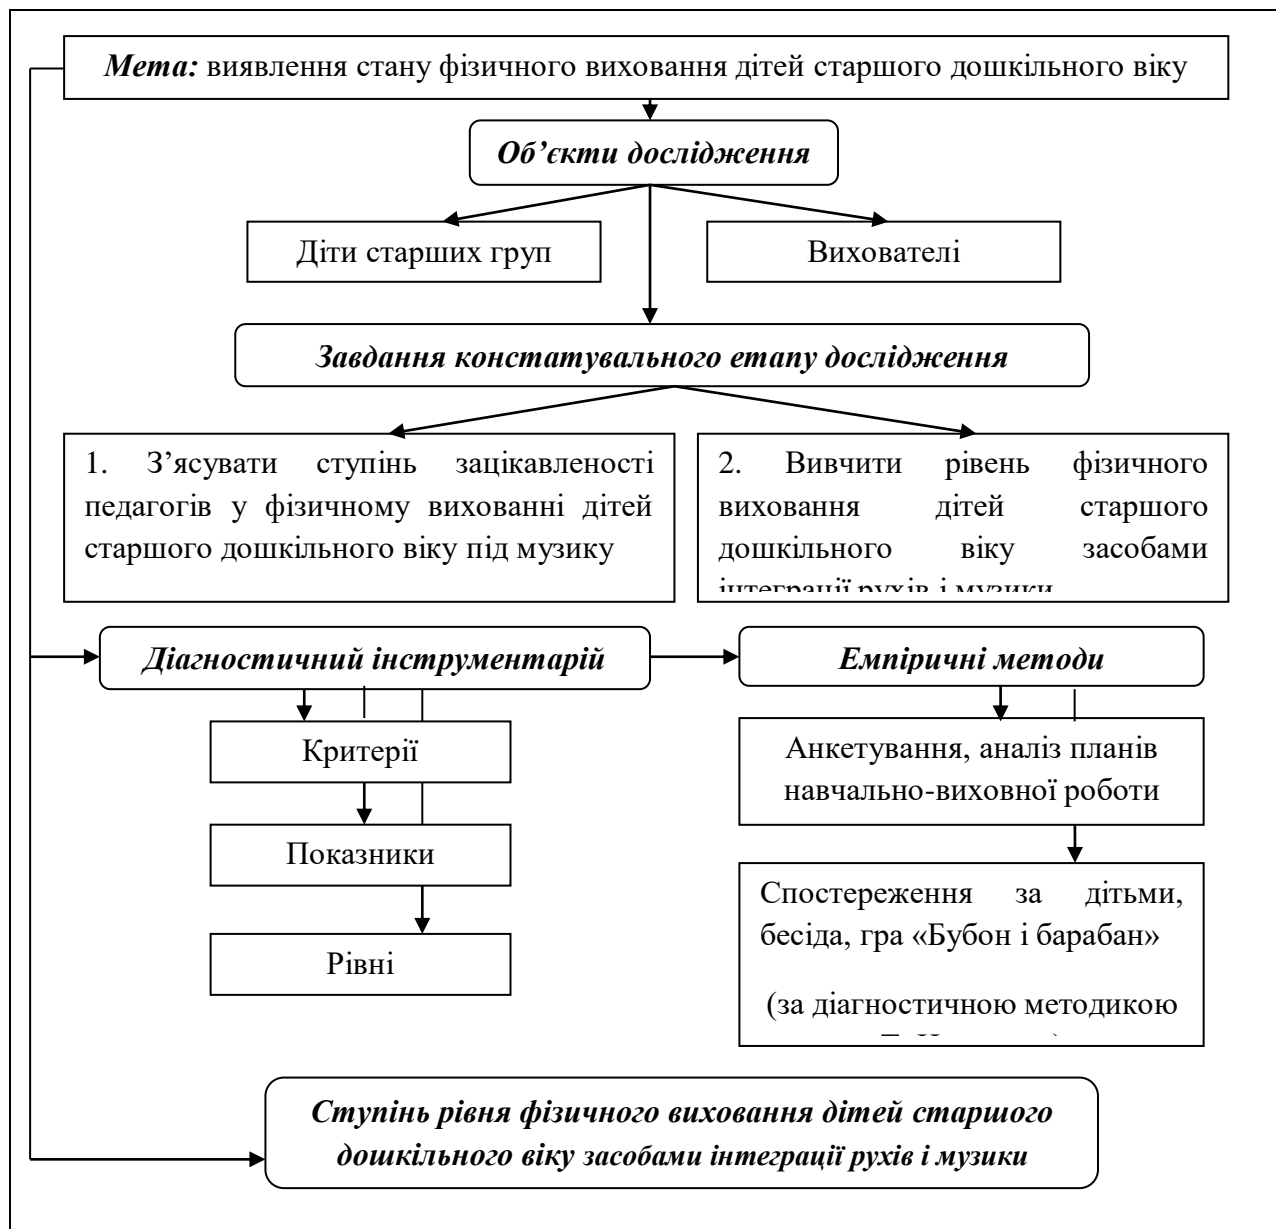 Мета: виявлення стану фізичного виховання дітей старшого дошкільного віку
Об’єкти дослідження
Діти старших груп
Вихователі
Завдання констатувального етапу дослідження
1. З’ясувати ступінь зацікавленості
педагогів у фізичному вихованні дітей
старшого дошкільного віку під музику
2. Вивчити рівень фізичного
виховання дітей старшого
дошкільного віку засобами
інтеграції рухів і музики
Діагностичний інструментарій
Емпіричні методи
Критерії
Показники
Рівні
Анкетування, аналіз планів
навчально-виховної роботи
Спостереження за дітьми,
бесіда, гра «Бубон і барабан»
(за діагностичною методикою
Ступінь рівня фізичного виховання дітей старшого
дошкільного віку засобами інтеграції рухів і музики